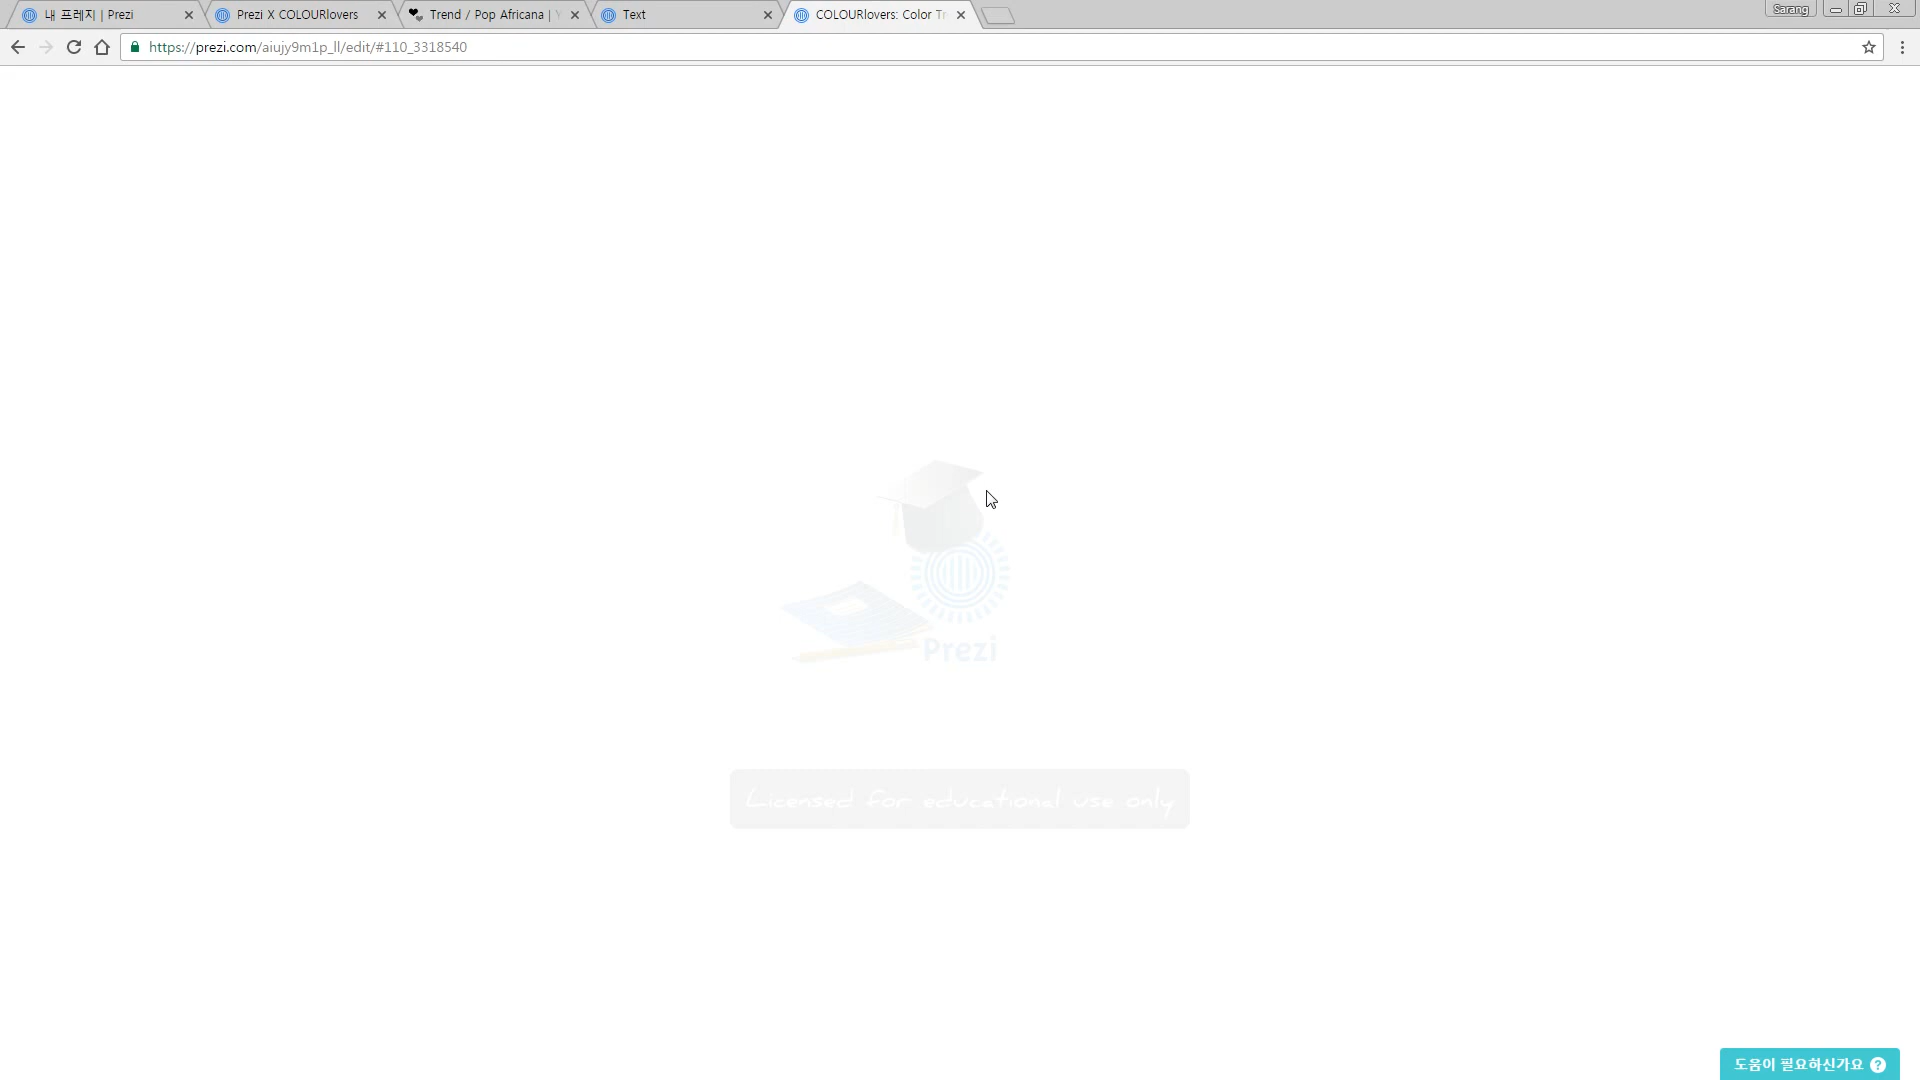 내 프레지 | Prezi
Prezi X COLOURlovers
Trend / Pop Africana |
Text
COLOURlovers: Color Tr
Sarang
https://prezi.com/aiujy9m1p_ll/edit/#110_3318540
Prezi
Licensed for educational use only
도움이 필요하신가요 ?